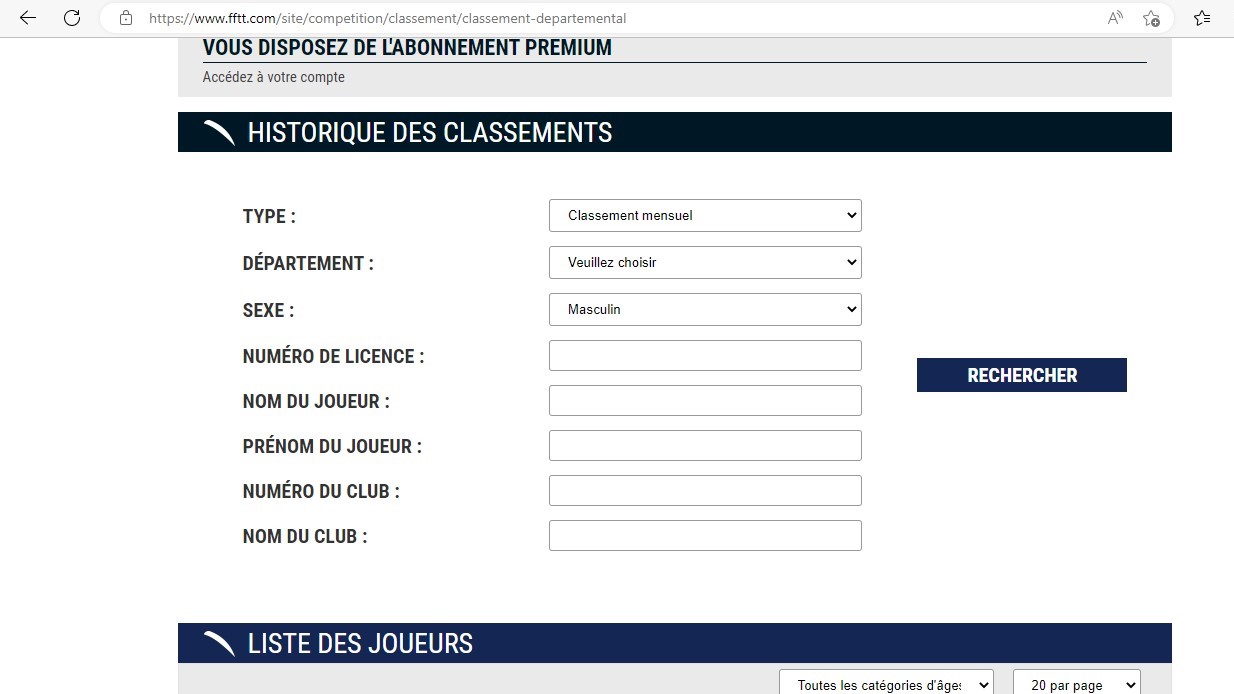 https://www.fftt.com/site/competition/classement/classement-departemental
VOUS DISPOSEZ DE L'ABONNEMENT PREMIUM
Accédez à votre compte
HISTORIQUE DES CLASSEMENTS
TYPE : Classement mensuel
DÉPARTEMENT : Veuillez choisir
SEXE : Masculin
NUMÉRO DE LICENCE :
RECHERCHER
NOM DU JOUEUR :
PRÉNOM DU JOUEUR :
NUMÉRO DU CLUB :
NOM DU CLUB :
LISTE DES JOUEURS
Toutes les catégories d'âges 20 par page